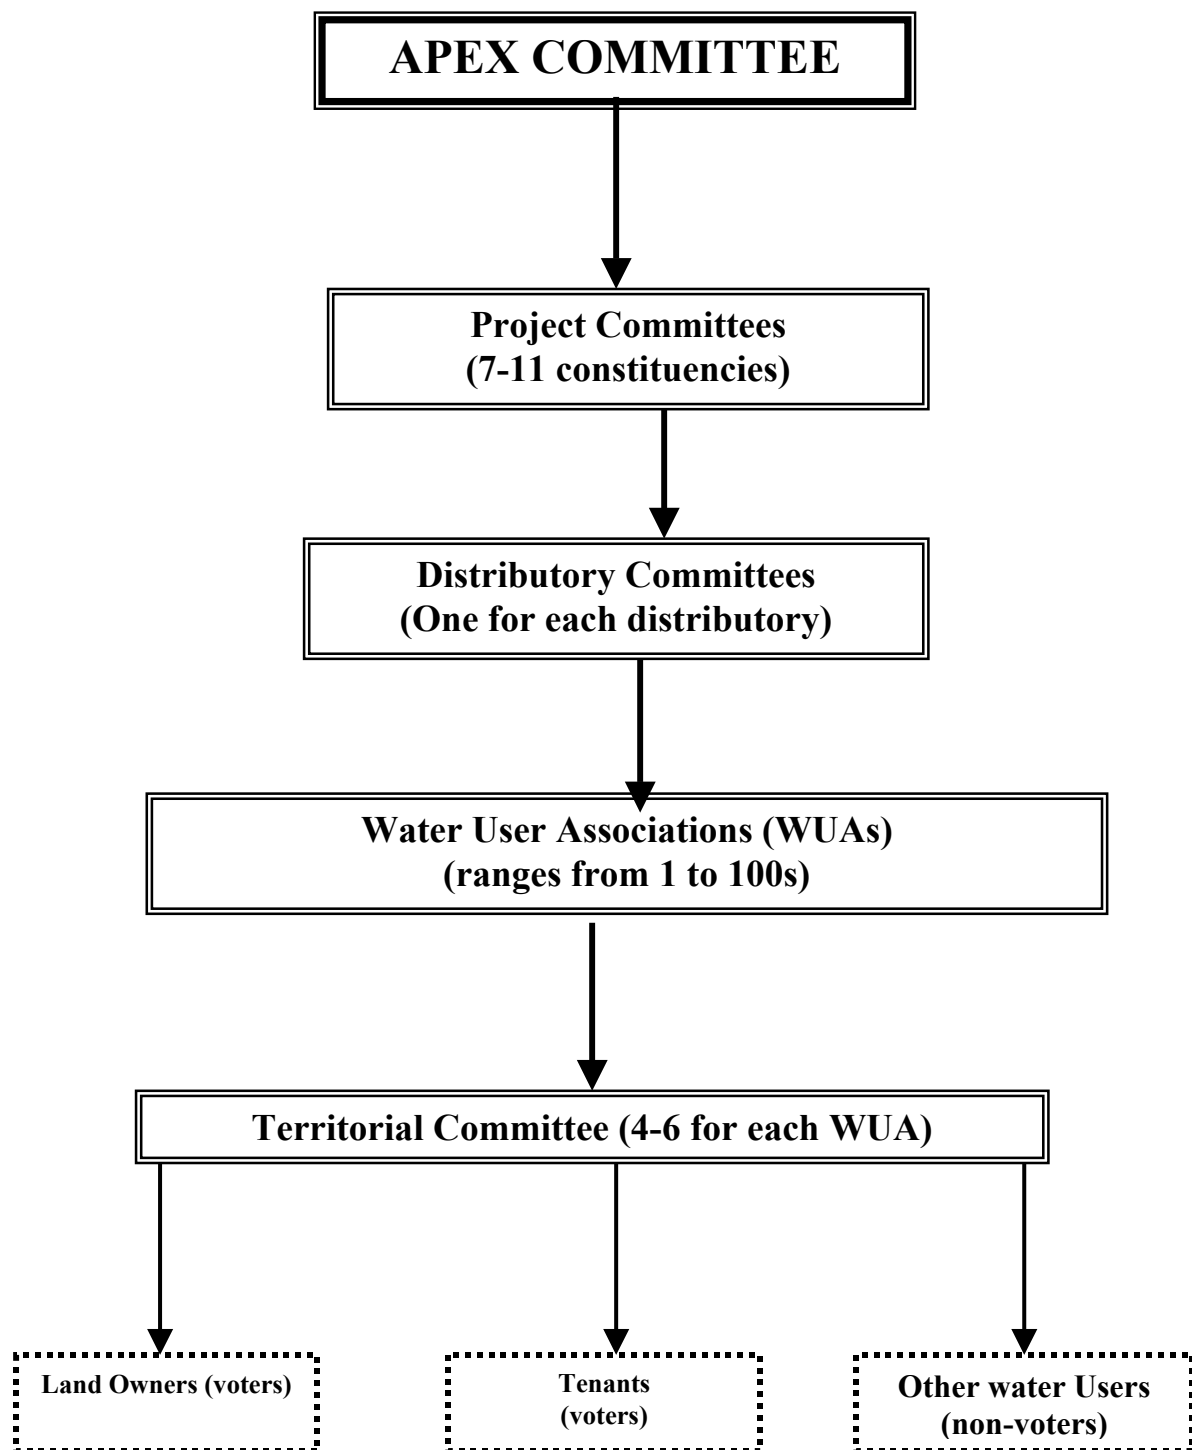 APEX COMMITTEE
Project Committees
(7-11 constituencies)
Distributory Committees
(One for each distributory)
Water User Associations (WUAs)
(ranges from 1 to 100s)
Territorial Committee (4-6 for each WUA)
Land Owners (voters)
Tenants
(voters)
Other water Users
(non-voters)